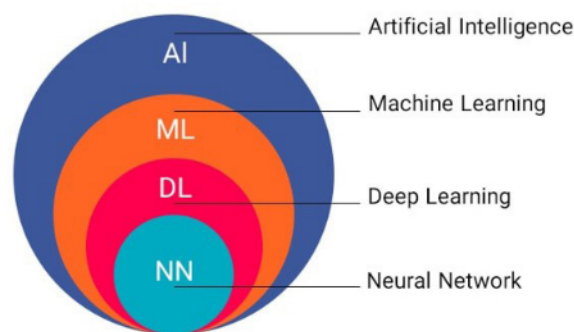 AI
Artificial Intelligence
ML
Machine Learning
DL
Deep Learning
NN
Neural Network